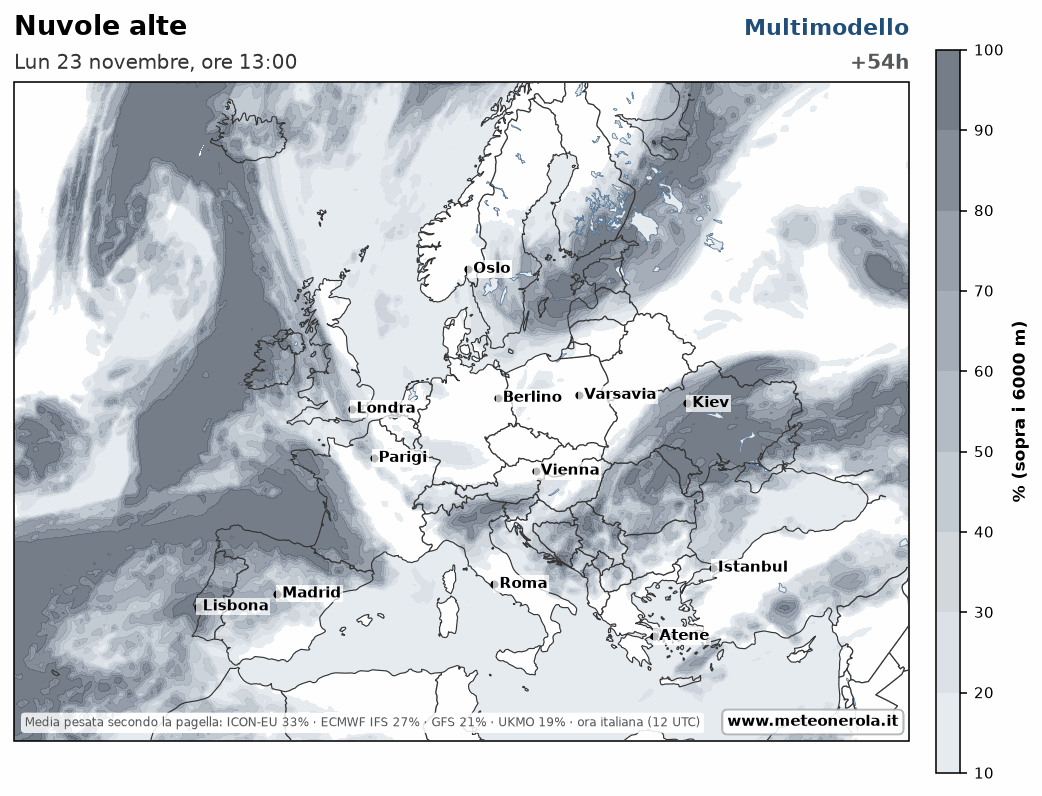 Nuvole alte
Multimodello
Lun 23 novembre, ore 13:00
+54h
100
90
80
70
60
50
40
30
20
10
% (sopra i 6000 m)
Oslo
Londra
Berlino
Varsavia
Kiev
Parigi
Vienna
Istanbul
Roma
Madrid
Lisbona
Atene
Media pesata secondo la pagella: ICON-EU 33% · ECMWF IFS 27% · GFS 21% · UKMO 19% · ora italiana (12 UTC)
www.meteonerola.it